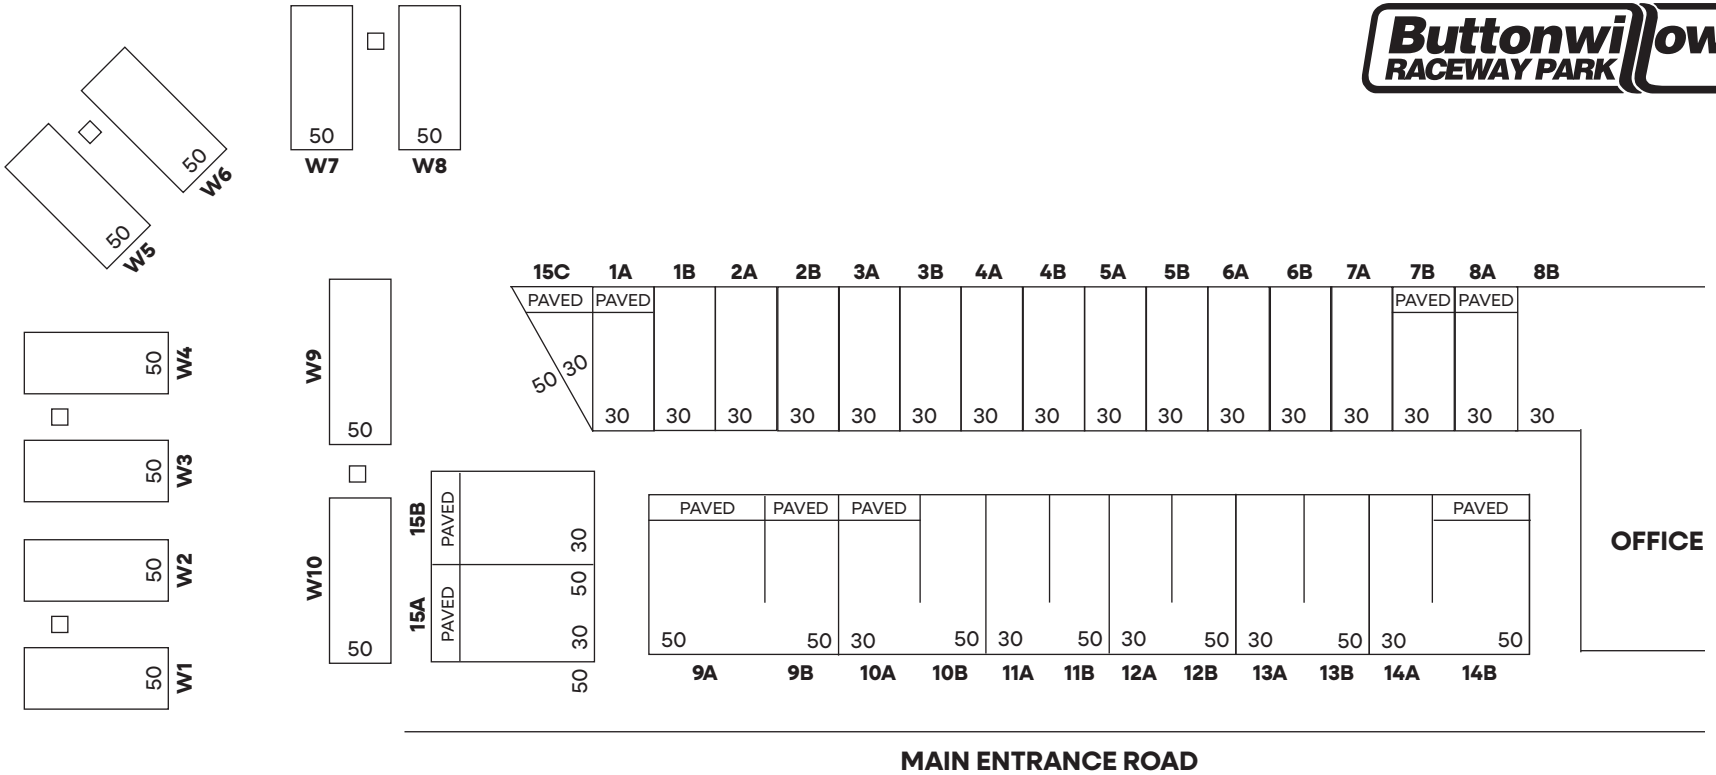 Buttonwillow
RACEWAY PARK
50 50
W7 W8
50
W6
50
W5
15C 1A 1B 2A 2B 3A 3B 4A 4B 5A 5B 6A 6B 7A 7B 8A 8B
PAVED PAVED PAVED PAVED
50 30
30 30 30 30 30 30 30 30 30 30 30 30 30 30 30 30
50 W4
W9
50
50 W3
15B PAVED 30
50
15A PAVED 30
50
PAVED PAVED PAVED PAVED
OFFICE
50 W2
W10
50
50 W1
50 50 30 50 30 50 30 50 30 50 30 50
9A 9B 10A 10B 11A 11B 12A 12B 13A 13B 14A 14B
MAIN ENTRANCE ROAD